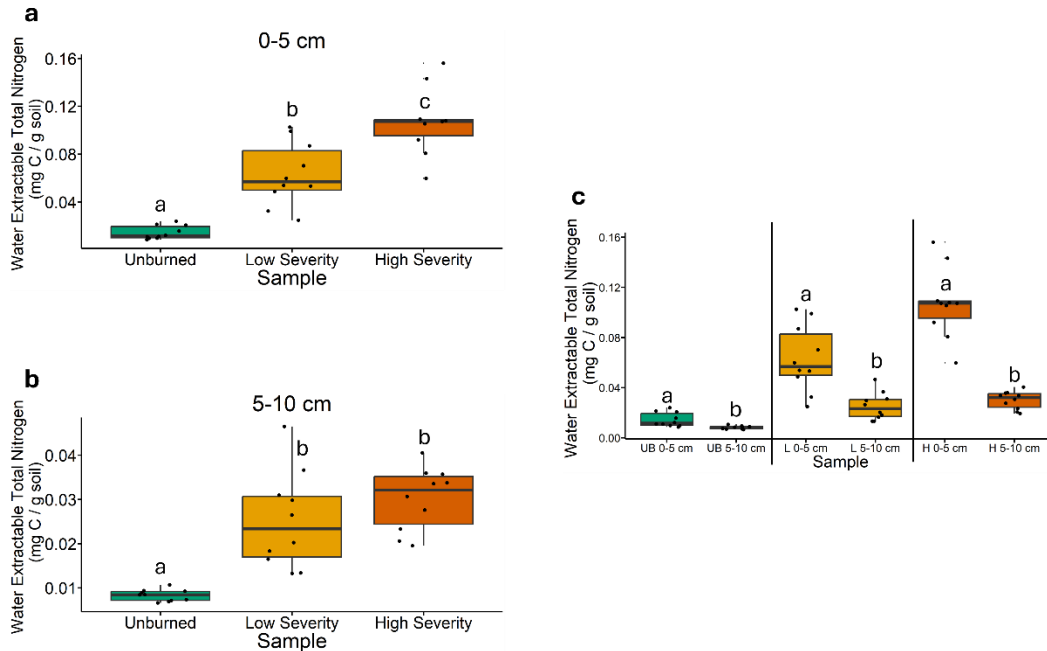 a
0-5 cm
Water Extractable Total Nitrogen
(mg C / g soil)
0.16
0.12
0.08
0.04
a
b
c
Unburned Low Severity High Severity
Sample
b
5-10 cm
Water Extractable Total Nitrogen
(mg C / g soil)
0.04
0.03
0.02
0.01
a
b
b
Unburned Low Severity High Severity
Sample
c
Water Extractable Total Nitrogen
(mg C / g soil)
0.16
0.12
0.08
0.04
0.00
a
b
a
b
a
b
UB 0-5 cm UB 5-10 cm L 0-5 cm L 5-10 cm H 0-5 cm H 5-10 cm
Sample